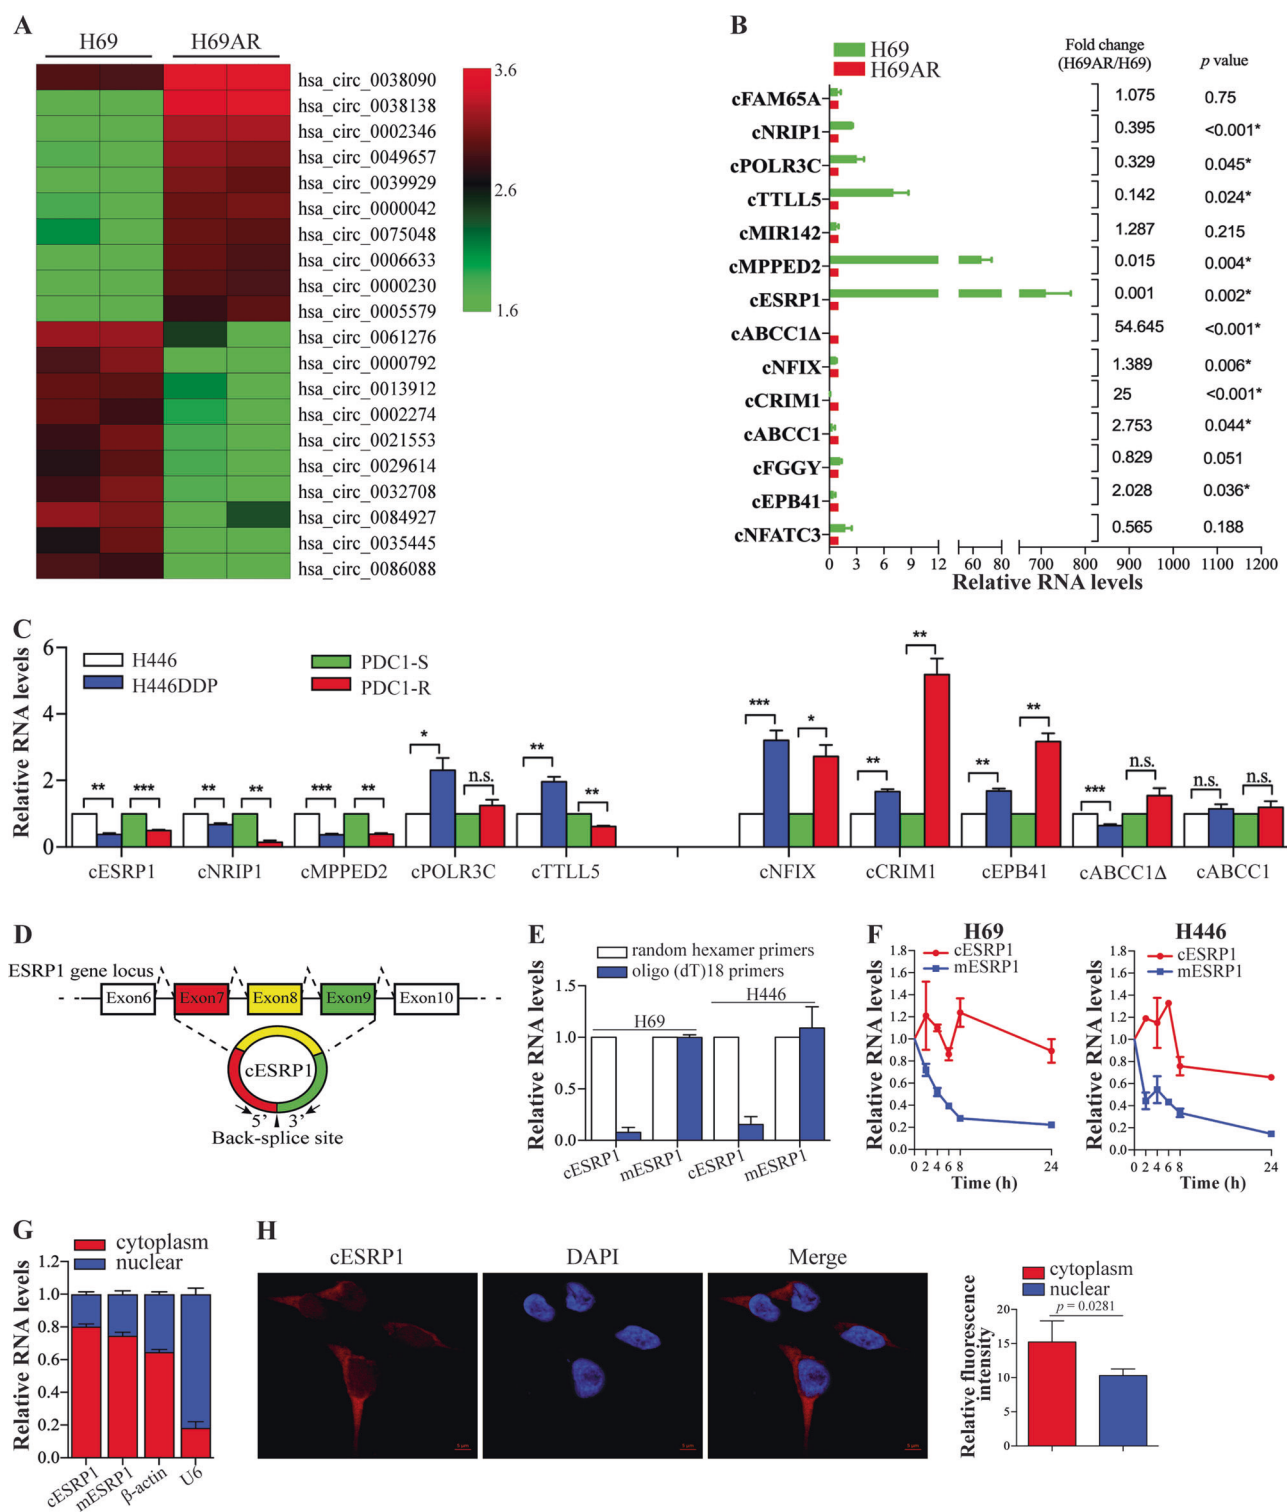 A
H69 H69AR
hsa_circ_0038090
hsa_circ_0038138
hsa_circ_0002346
hsa_circ_0049657
hsa_circ_0039929
hsa_circ_0000042
hsa_circ_0075048
hsa_circ_0006633
hsa_circ_0000230
hsa_circ_0005579
hsa_circ_0061276
hsa_circ_0000792
hsa_circ_0013912
hsa_circ_0002274
hsa_circ_0021553
hsa_circ_0029614
hsa_circ_0032708
hsa_circ_0084927
hsa_circ_0035445
hsa_circ_0086088
3.6
2.6
1.6
B
H69
H69AR
Fold change
(H69AR/H69)
p value
cFAM65A 1.075 0.75
cNRIP1 0.395 <0.001*
cPOLR3C 0.329 0.045*
cTTLL5 0.142 0.024*
cMIR142 1.287 0.215
cMPPED2 0.015 0.004*
cESRP1 0.001 0.002*
cABCC1Δ 54.645 <0.001*
cNFIX 1.389 0.006*
cCRIM1 25 <0.001*
cABCC1 2.753 0.044*
cFGGY 0.829 0.051
cEPB41 2.028 0.036*
cNFATC3 0.565 0.188
0 3 6 9 12 60 80 700 800 900 1000 1100 1200
Relative RNA levels
C
Relative RNA levels
6
4
2
0
H446
H446DDP
PDC1-S
PDC1-R
** *** ** ** *** ** * n.s. ** ** *** * ** ** ** ** *** n.s. n.s. n.s.
cESRP1 cNRIP1 cMPPED2 cPOLR3C cTTLL5 cNFIX cCRIM1 cEPB41 cABCC1Δ cABCC1
D
ESRP1 gene locus
Exon6 Exon7 Exon8 Exon9 Exon10
cESRP1
5’ 3’
Back-splice site
E
random hexamer primers
oligo (dT)18 primers
Relative RNA levels
1.5
1.0
0.5
0.0
H69
H446
cESRP1 mESRP1 cESRP1 mESRP1
F
H69
cESRP1
mESRP1
Relative RNA levels
1.8
1.6
1.4
1.2
1.0
0.8
0.6
0.4
0.2
0
0 2 4 6 8 24
Time (h)
H446
cESRP1
mESRP1
1.8
1.6
1.4
1.2
1.0
0.8
0.6
0.4
0.2
0
0 2 4 6 8 24
Time (h)
G
cytoplasm
nuclear
Relative RNA levels
1.2
1.0
0.8
0.6
0.4
0.2
0.0
cESRP1 mESRP1 β-actin U6
H
cESRP1 DAPI Merge
5 μm 5 μm 5 μm
cytoplasm
nuclear
p = 0.0281
Relative fluorescence
intensity
20
15
10
5
0